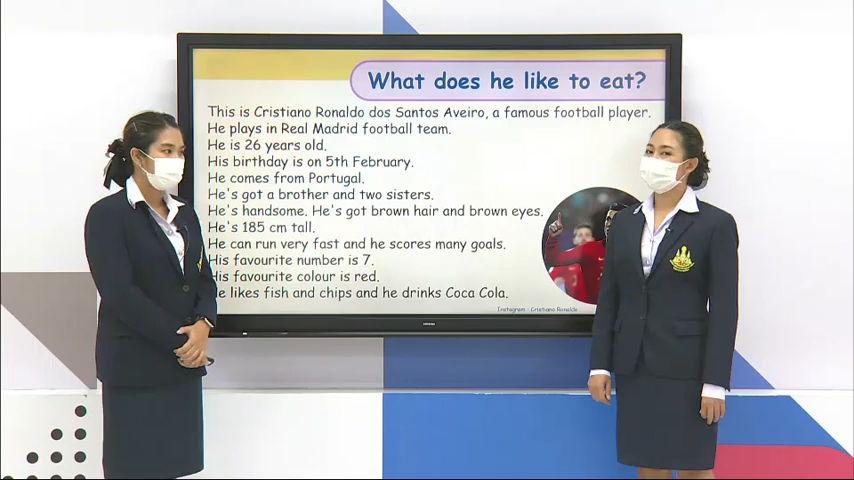 What does he like to eat?
This is Cristiano Ronaldo dos Santos Aveiro, a famous football player.
He plays in Real Madrid football team.
He is 26 years old.
His birthday is on 5th February.
He comes from Portugal.
He's got a brother and two sisters.
He's handsome. He's got brown hair and brown eyes.
He's 185 cm tall.
He can run very fast and he scores many goals.
His favourite number is 7.
His favourite colour is red.
He likes fish and chips and he drinks Coca Cola.
Instagram : Cristiano Ronaldo